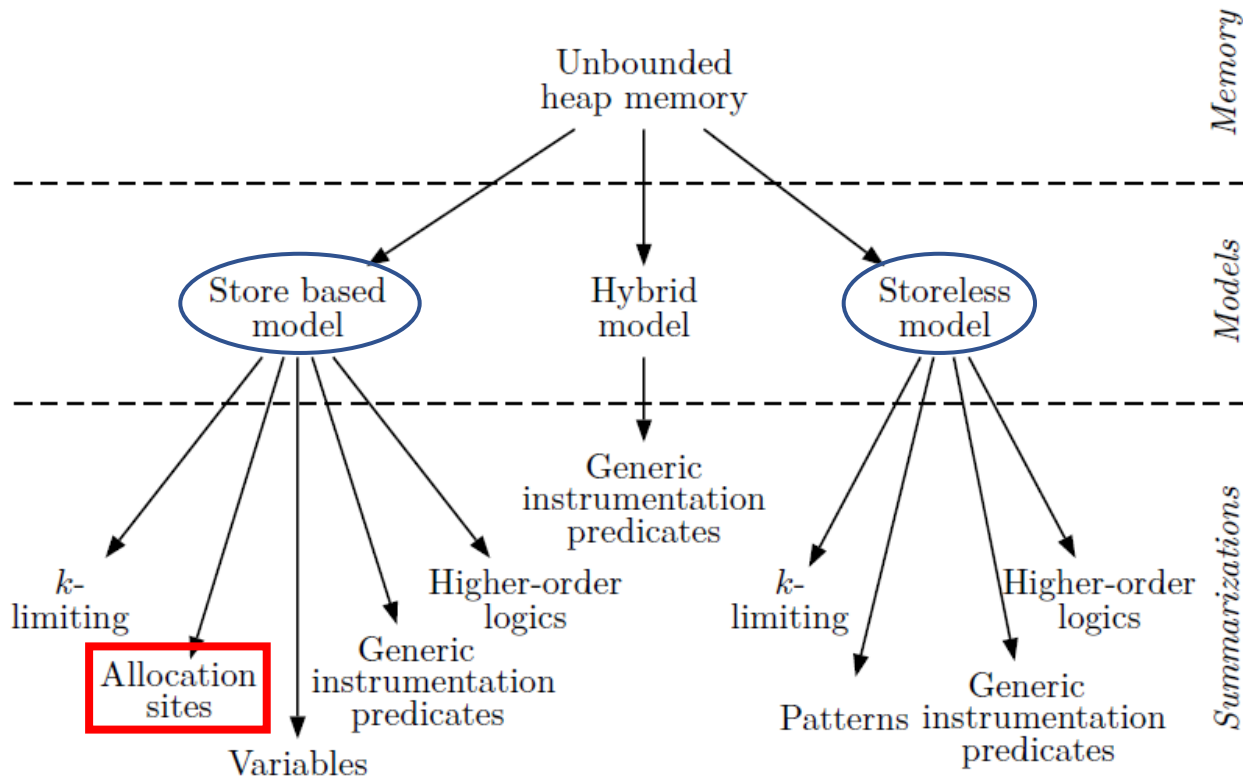 Memory
Unbounded
heap memory
Models
Store based
model
Hybrid
model
Storeless
model
Summarizations
Generic
instrumentation
predicates
k-
limiting
Allocation
sites
Variables
Generic
instrumentation
predicates
Higher-order
logics
k-
limiting
Patterns
Generic
instrumentation
predicates
Higher-order
logics